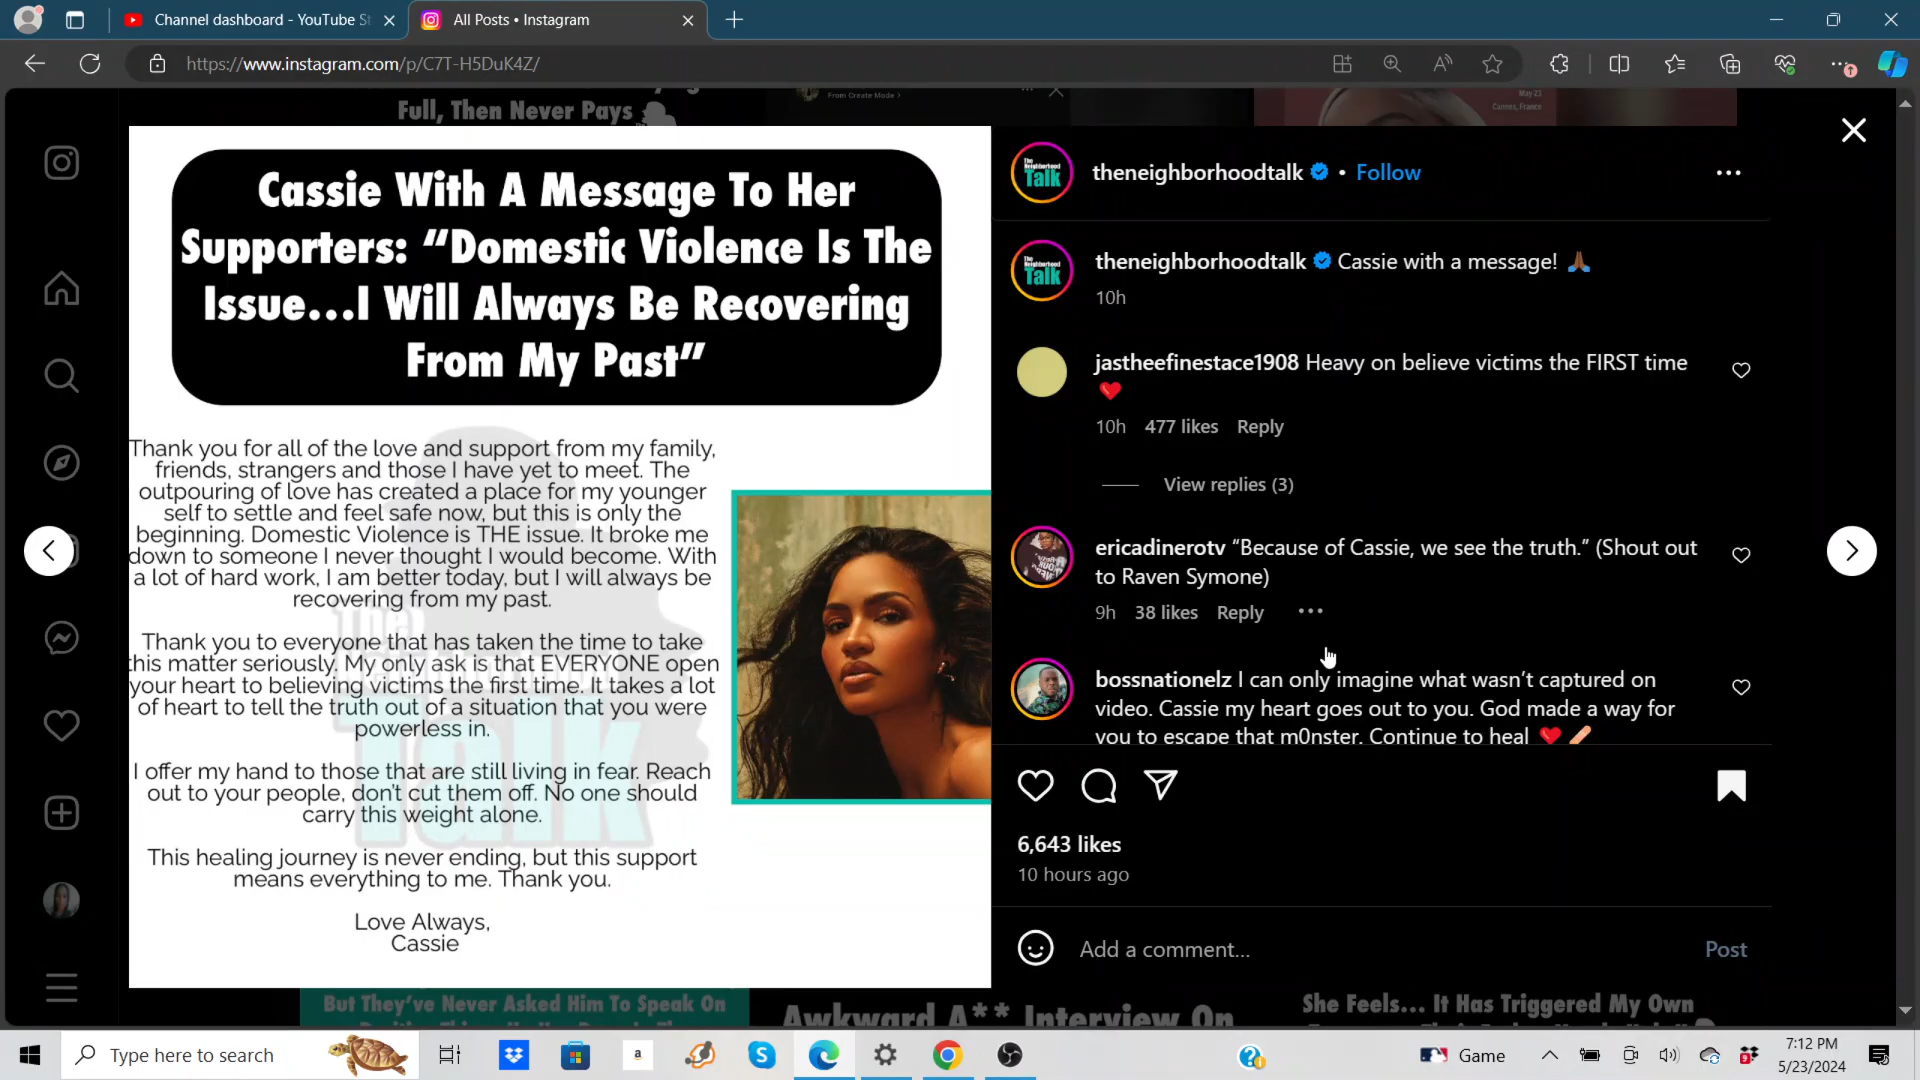 Channel dashboard - YouTube St
All Posts • Instagram
https://www.instagram.com/p/C7T-H5DuK4Z/
Full, Then Never Pays
From Create Mode >
May 23
Cannes, France
Cassie With A Message To Her
Supporters: “Domestic Violence Is The
Issue...I Will Always Be Recovering
From My Past”
Thank you for all of the love and support from my family,
friends, strangers and those I have yet to meet. The
outpouring of love has created a place for my younger
self to settle and feel safe now, but this is only the
beginning. Domestic Violence is THE issue. It broke me
down to someone I never thought I would become. With
a lot of hard work, I am better today, but I will always be
recovering from my past.
Thank you to everyone that has taken the time to take
this matter seriously. My only ask is that EVERYONE open
your heart to believing victims the first time. It takes a lot
of heart to tell the truth out of a situation that you were
powerless in.
I offer my hand to those that are still living in fear. Reach
out to your people, don't cut them off. No one should
carry this weight alone.
This healing journey is never ending, but this support
means everything to me. Thank you.
Love Always,
Cassie
The
Neighborhood
Talk
theneighborhoodtalk • Follow
theneighborhoodtalk Cassie with a message! 🙏🏾
10h
jastheefinestace1908 Heavy on believe victims the FIRST time
❤️
10h 477 likes Reply
View replies (3)
ericadinerotv “Because of Cassie, we see the truth.” (Shout out
to Raven Symone)
9h 38 likes Reply
bossnationelz I can only imagine what wasn’t captured on
video. Cassie my heart goes out to you. God made a way for
you to escape that m0nster. Continue to heal ❤️
6,643 likes
10 hours ago
Add a comment...
Post
But They've Never Asked Him To Speak On
Awkward A** Interview On
She Feels... It Has Triggered My Own
Type here to search
Game
7:12 PM
5/23/2024